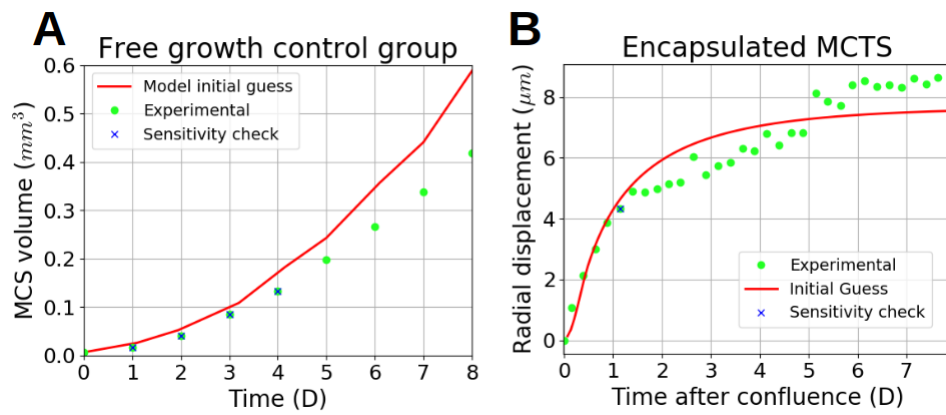 A
Free growth control group
MCS volume (mm³)
0.6
0.5
0.4
0.3
0.2
0.1
0.0
Model initial guess
Experimental
Sensitivity check
0 1 2 3 4 5 6 7 8
Time (D)
B
Encapsulated MCTS
Radial displacement (μm)
8
6
4
2
0
Experimental
Initial Guess
Sensitivity check
0 1 2 3 4 5 6 7
Time after confluence (D)